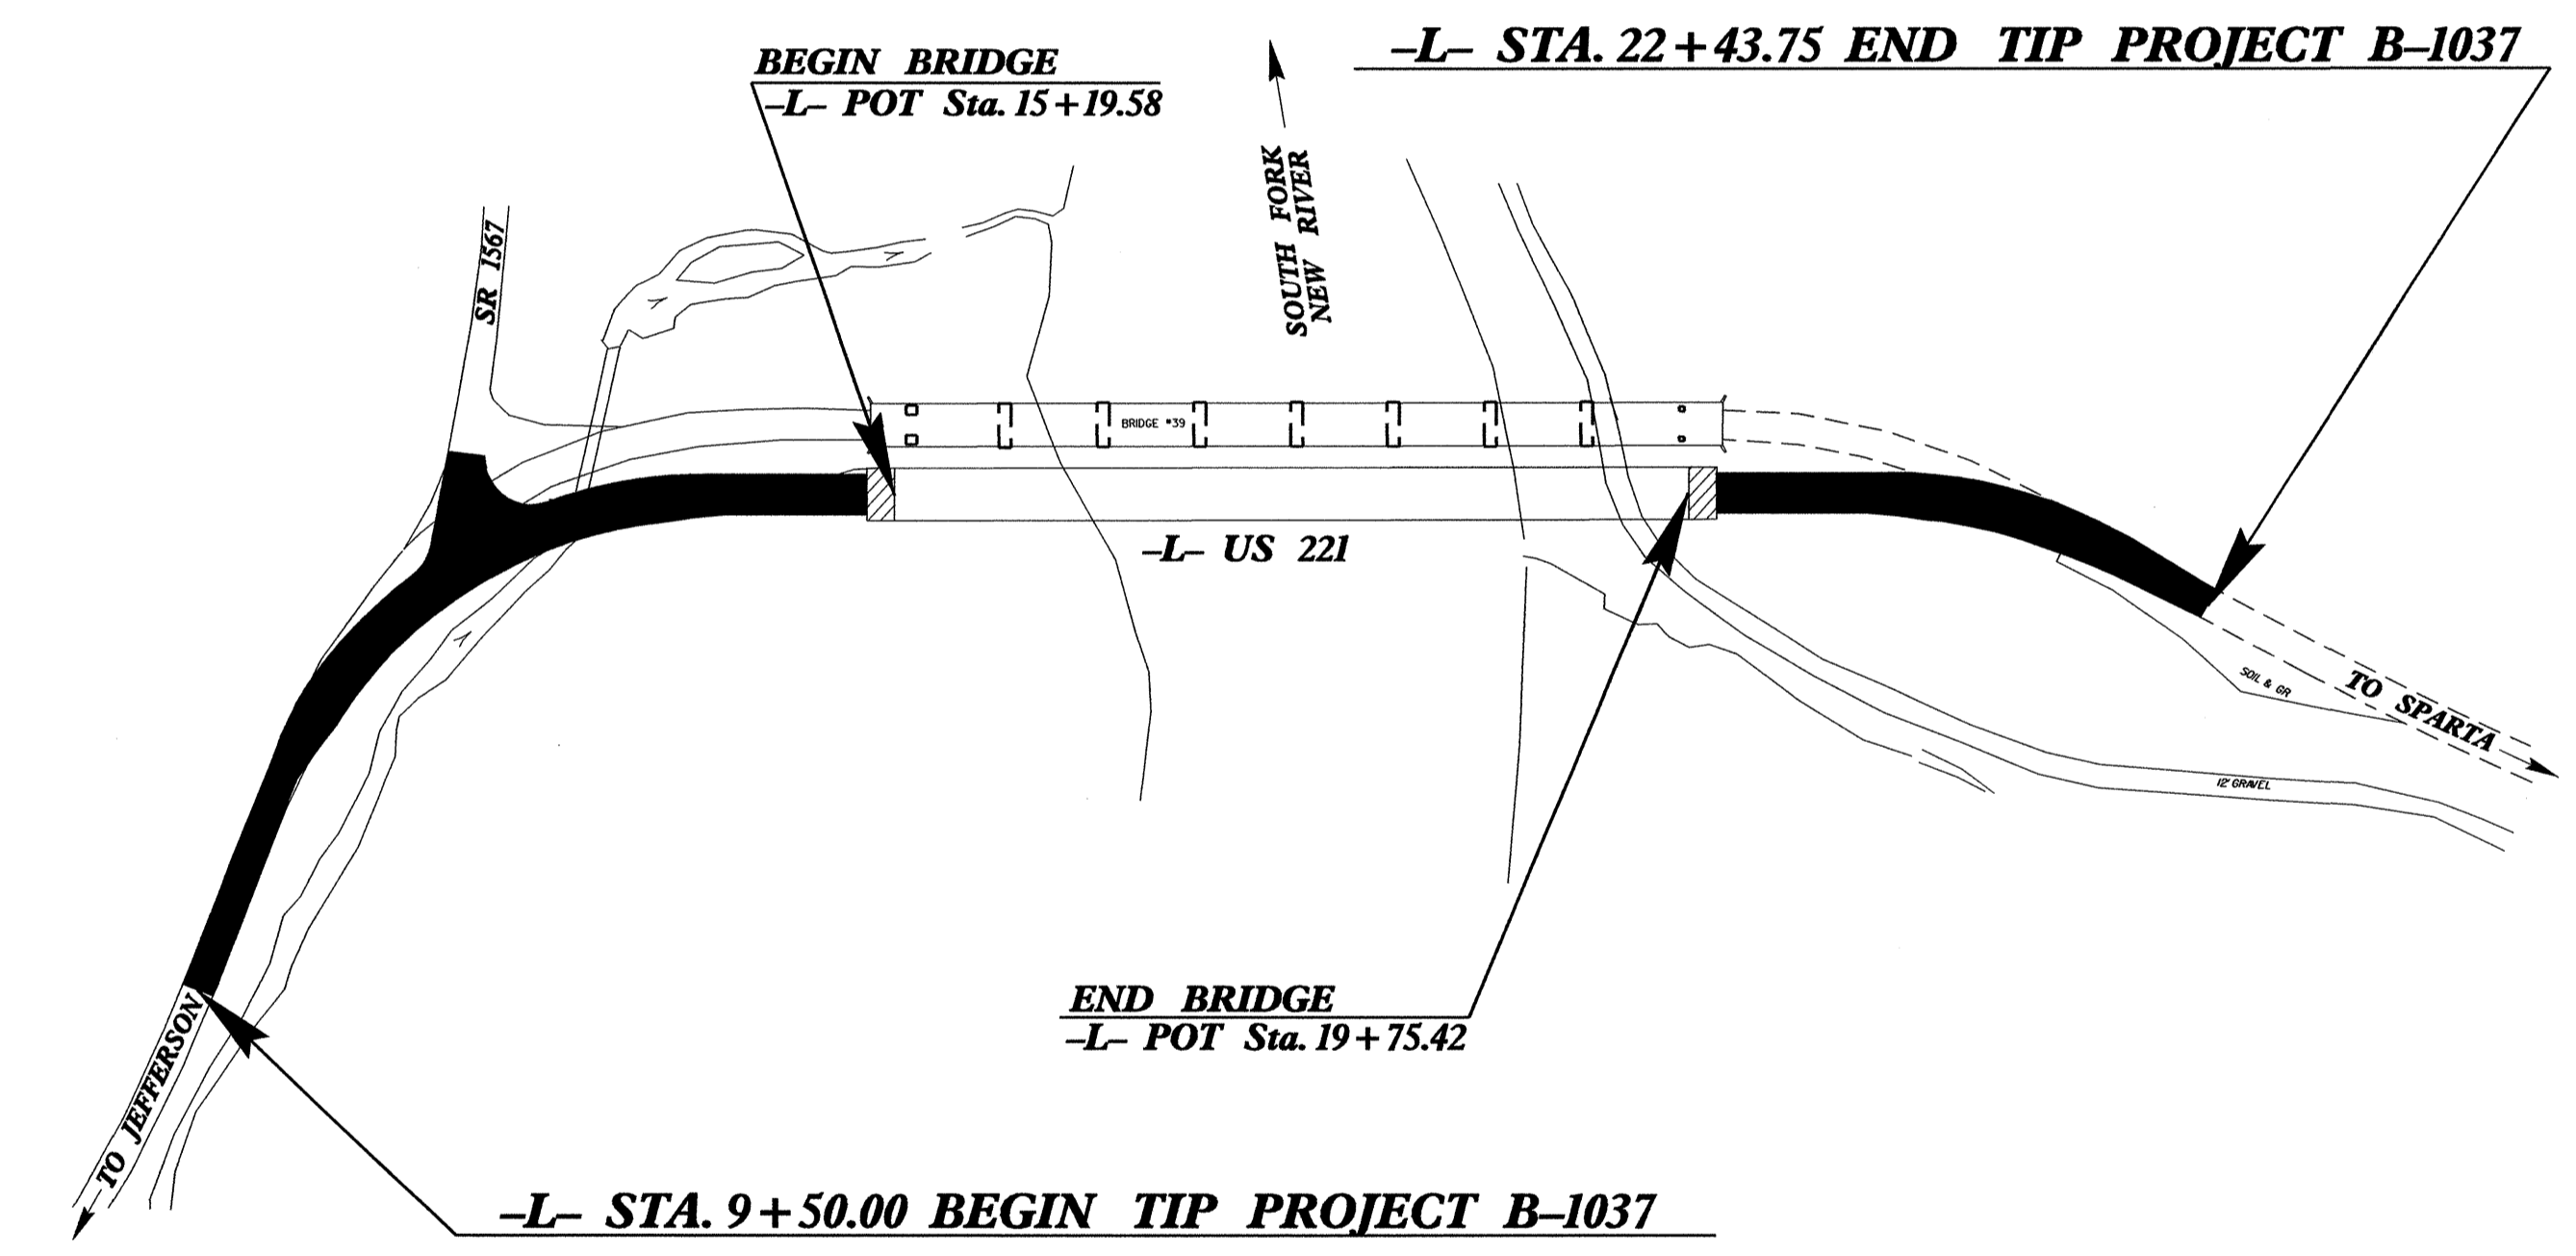 –L– STA. 22+43.75 END TIP PROJECT B–1037
BEGIN BRIDGE
–L– POT Sta. 15+19.58
SOUTH FORK
NEW RIVER
SR 1567
BRIDGE #39
–L– US 221
SOIL & GR
TO SPARTA
12' GRAVEL
END BRIDGE
–L– POT Sta. 19+75.42
TO JEFFERSON
–L– STA. 9+50.00 BEGIN TIP PROJECT B–1037